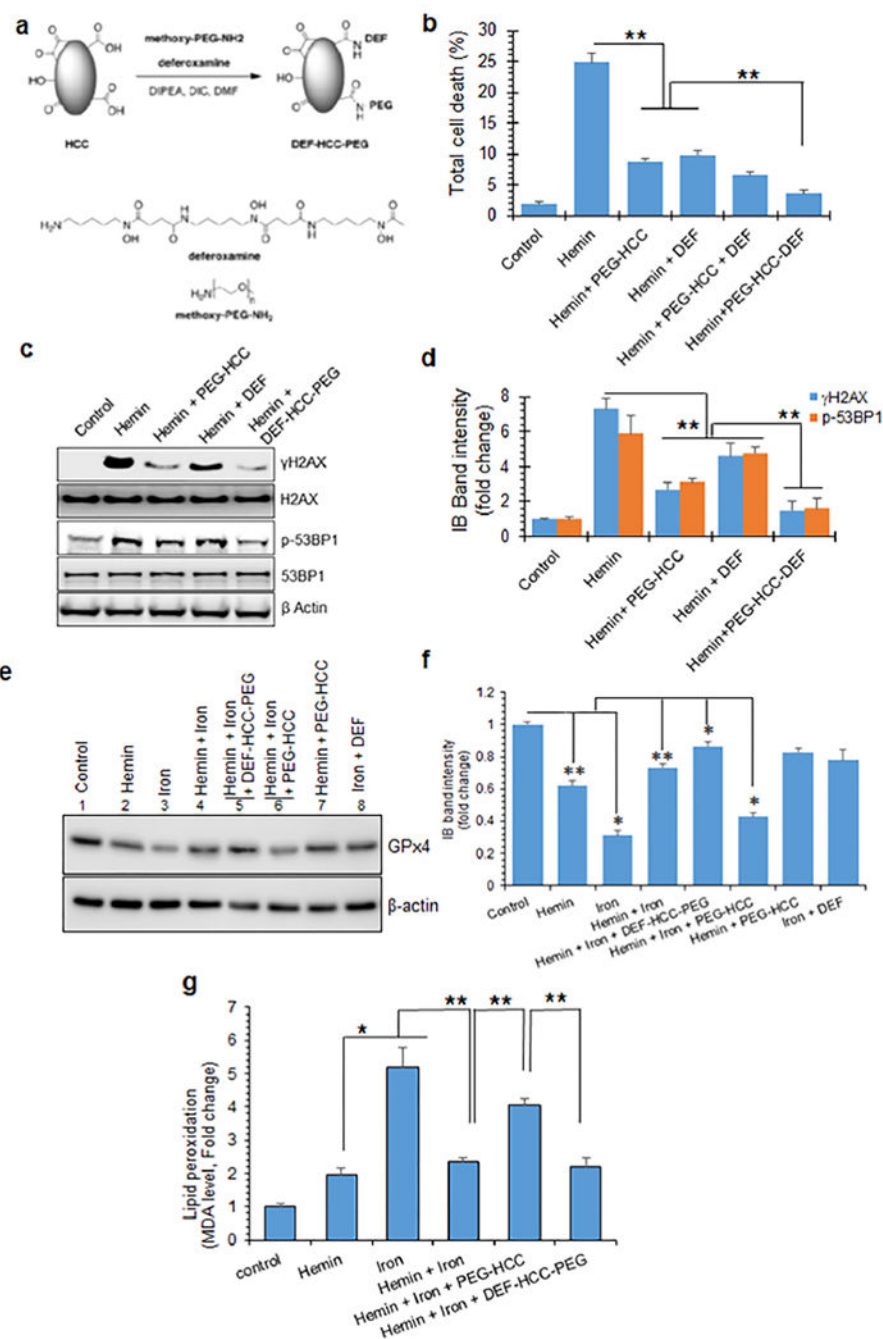 a
methoxy-PEG-NH2
deferoxamine
DIPEA, DIC, DMF
O
OH
O
O
HO
O
OH
HCC
O
DEF
N
H
O
O
HO
O
PEG
N
H
DEF-HCC-PEG
H2N
N
OH
O
O
H
N
OH
N
O
O
H
N
O
N
OH
deferoxamine
H2N
O
n
methoxy-PEG-NH2
b
Total cell death (%)
30
25
20
15
10
5
0
**
**
Control
Hemin
Hemin+ PEG-HCC
Hemin + DEF
Hemin + PEG-HCC + DEF
Hemin+PEG-HCC-DEF
c
Control
Hemin
Hemin + PEG-HCC
Hemin + DEF
Hemin +
DEF-HCC-PEG
γH2AX
H2AX
p-53BP1
53BP1
β Actin
d
IB Band intensity
(fold change)
8
6
4
2
0
**
**
γH2AX
p-53BP1
Control
Hemin
Hemin+ PEG-HCC
Hemin + DEF
Hemin+PEG-HCC-DEF
e
Control
Hemin
Iron
Hemin + Iron
Hemin + Iron
+ DEF-HCC-PEG
Hemin + Iron
+ PEG-HCC
Hemin + PEG-HCC
Iron + DEF
1 2 3 4 5 6 7 8
GPx4
β-actin
f
IB band intensity
(fold change)
1.2
1
0.8
0.6
0.4
0.2
0
**
*
**
*
*
Control
Hemin
Iron
Hemin + Iron
Hemin + Iron + DEF-HCC-PEG
Hemin + Iron + PEG-HCC
Hemin + PEG-HCC
Iron + DEF
g
Lipid peroxidation
(MDA level, Fold change)
7
6
5
4
3
2
1
0
*
**
**
**
control
Hemin
Iron
Hemin + Iron
Hemin + Iron + PEG-HCC
Hemin + Iron + DEF-HCC-PEG